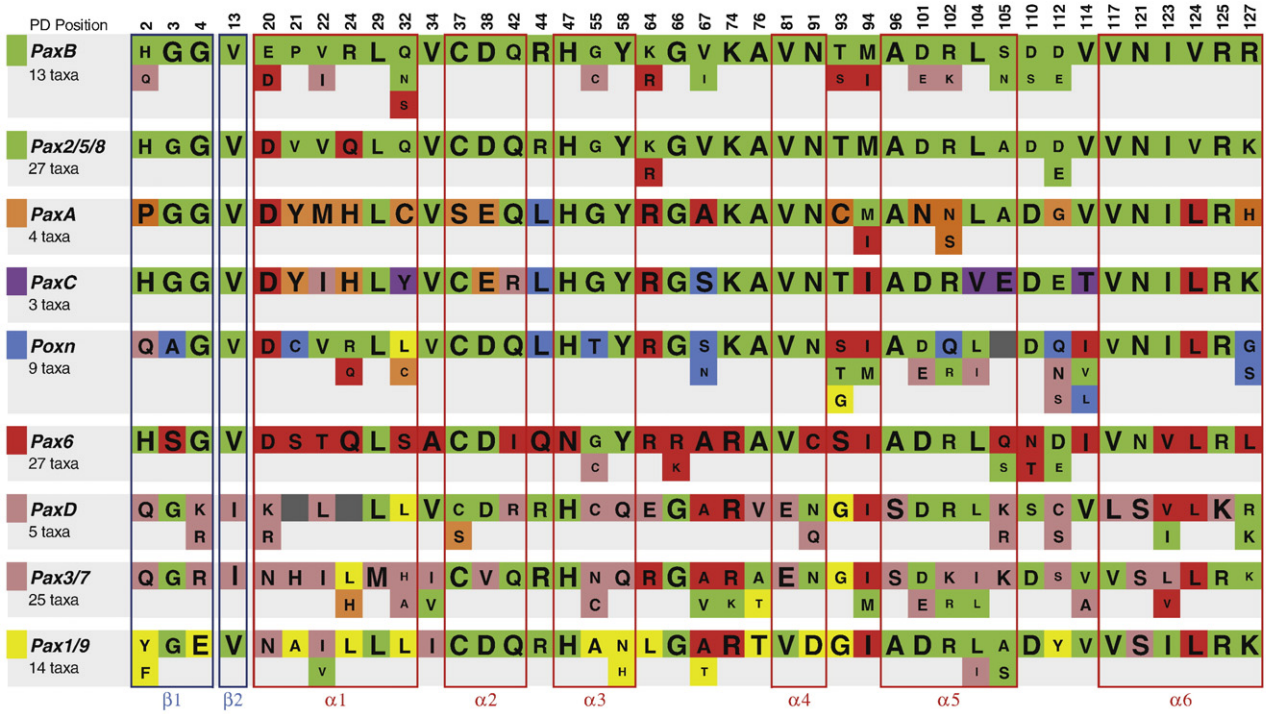 PD Position 2 3 4 13 20 21 22 24 29 32 34 37 38 42 44 47 55 58 64 66 67 74 76 81 91 93 94 96 101 102 104 105 110 112 114 117 121 123 124 125 127
PaxB H G G V E P V R L Q V C D Q R H G Y K G V K A V N T M A D R L S D D V V N I V R R
13 taxa Q D I N C R I S I E K N S E
S
Pax2/5/8 H G G V D V V Q L Q V C D Q R H G Y K G V K A V N T M A D R L A D D V V N I V R K
27 taxa R E
PaxA P G G V D Y M H L C V S E Q L H G Y R G A K A V N C M A N N L A D G V V N I L R H
4 taxa I S
PaxC H G G V D Y I H L Y V C E R L H G Y R G S K A V N T I A D R V E D E T V N I L R K
3 taxa
Poxn Q A G V D C V R L L V C D Q L H T Y R G S K A V N S I A D Q L D Q I V N I L R G
9 taxa Q C N T M E R I N V S
G S L
Pax6 H S G V D S T Q L S A C D I Q N G Y R R A R A V C S I A D R L Q N D I V N V L R L
27 taxa C K S T E
PaxD Q G K I K L L L V C D R R H C Q E G A R V E N G I S D R L K S C V L S V L K R
5 taxa R R S Q R S I K
Pax3/7 Q G R I N H I L M H I C V Q R H N Q R G A R A E N G I S D K I K D S V V S L L R K
25 taxa H A V C V K T M E R L A V
Pax1/9 Y G E V N A I L L L I C D Q R H A N L G A R T V D G I A D R L A D Y V V S I L R K
14 taxa F V H T I S
β1 β2 α1 α2 α3 α4 α5 α6